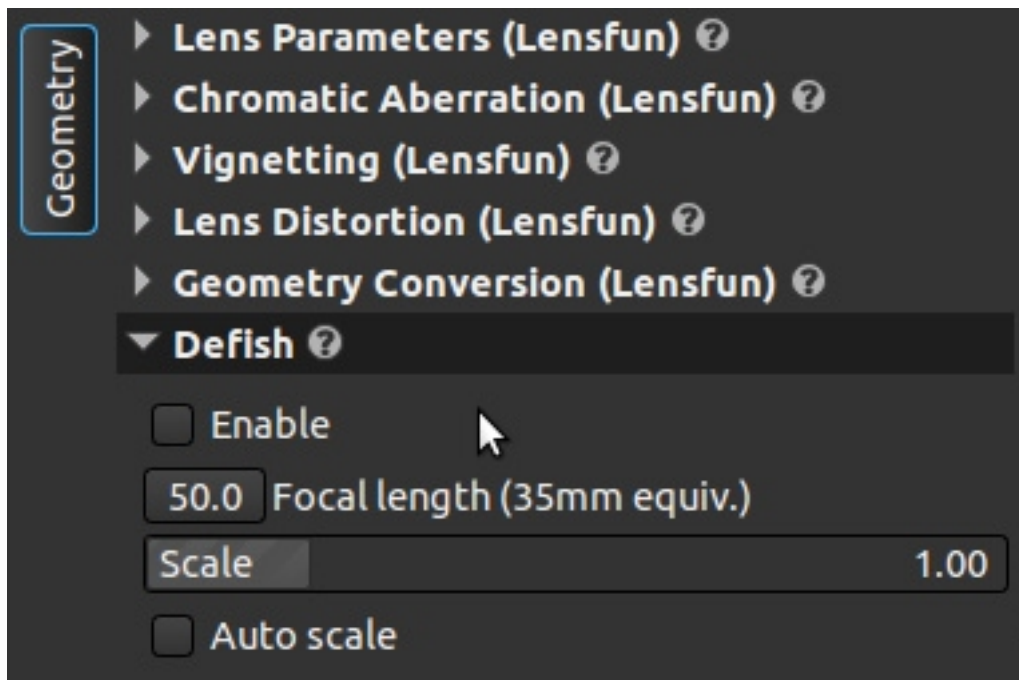 Geometry
Lens Parameters (Lensfun)
Chromatic Aberration (Lensfun)
Vignetting (Lensfun)
Lens Distortion (Lensfun)
Geometry Conversion (Lensfun)
Defish
Enable
50.0 Focal length (35mm equiv.)
Scale 1.00
Auto scale